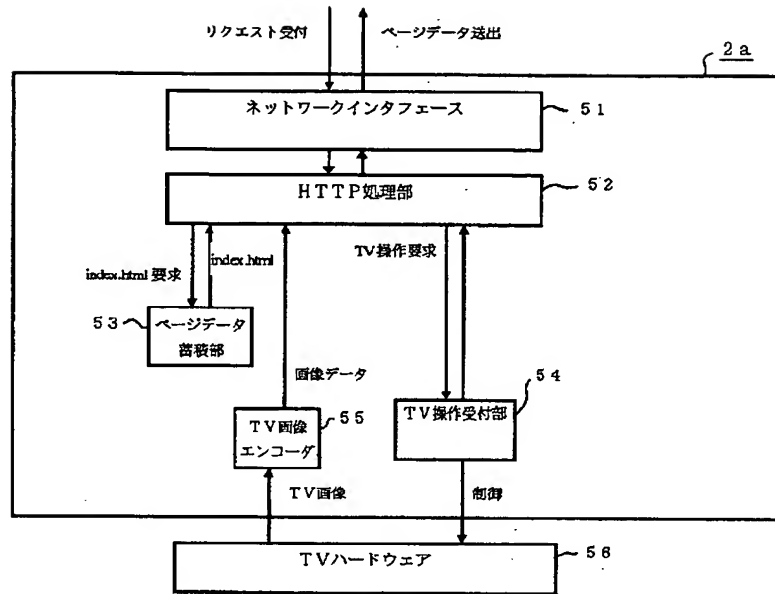 リクエスト受付
ページデータ送出
２ａ
ネットワークインタフェース
５１
ＨＴＴＰ処理部
５２
index.html 要求
index.html
TV操作要求
５３
ページデータ
蓄積部
画像データ
５４
ＴＶ操作受付部
５５
ＴＶ画像
エンコーダ
ＴＶ画像
制御
ＴＶハードウェア
５６